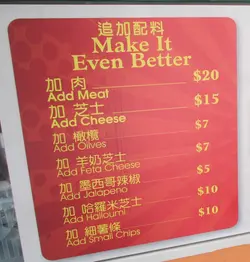 追加配料
Make It
Even Better
加 肉
Add Meat
$20
加 芝士
Add Cheese
$15
加 橄欖
Add Olives
$7
加 羊奶芝士
Add Feta Cheese
$7
加 墨西哥辣椒
Add Jalapeno
$5
加 哈羅米芝士
Add Halloumi
$10
加 細薯條
Add Small Chips
$10